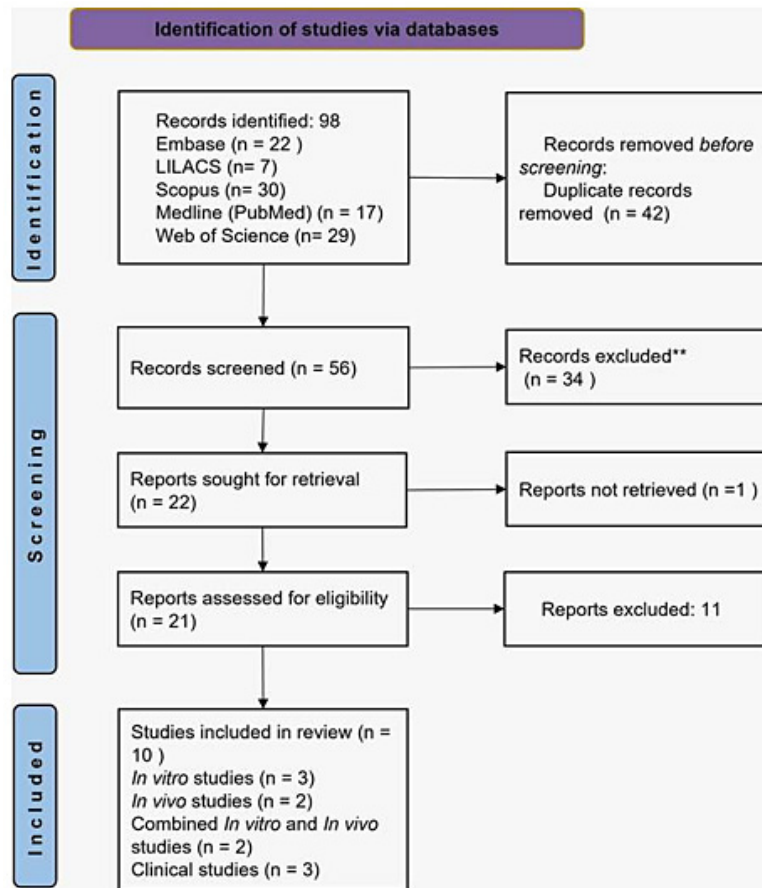 Identification of studies via databases
Identification
Records identified: 98
Embase (n = 22 )
LILACS (n= 7)
Scopus (n= 30)
Medline (PubMed) (n = 17)
Web of Science (n= 29)
Records removed before
screening:
Duplicate records
removed (n = 42)
Screening
Records screened (n = 56)
Records excluded**
(n = 34 )
Reports sought for retrieval
(n = 22)
Reports not retrieved (n =1 )
Reports assessed for eligibility
(n = 21)
Reports excluded: 11
Included
Studies included in review (n =
10 )
In vitro studies (n = 3)
In vivo studies (n = 2)
Combined In vitro and In vivo
studies (n = 2)
Clinical studies (n = 3)